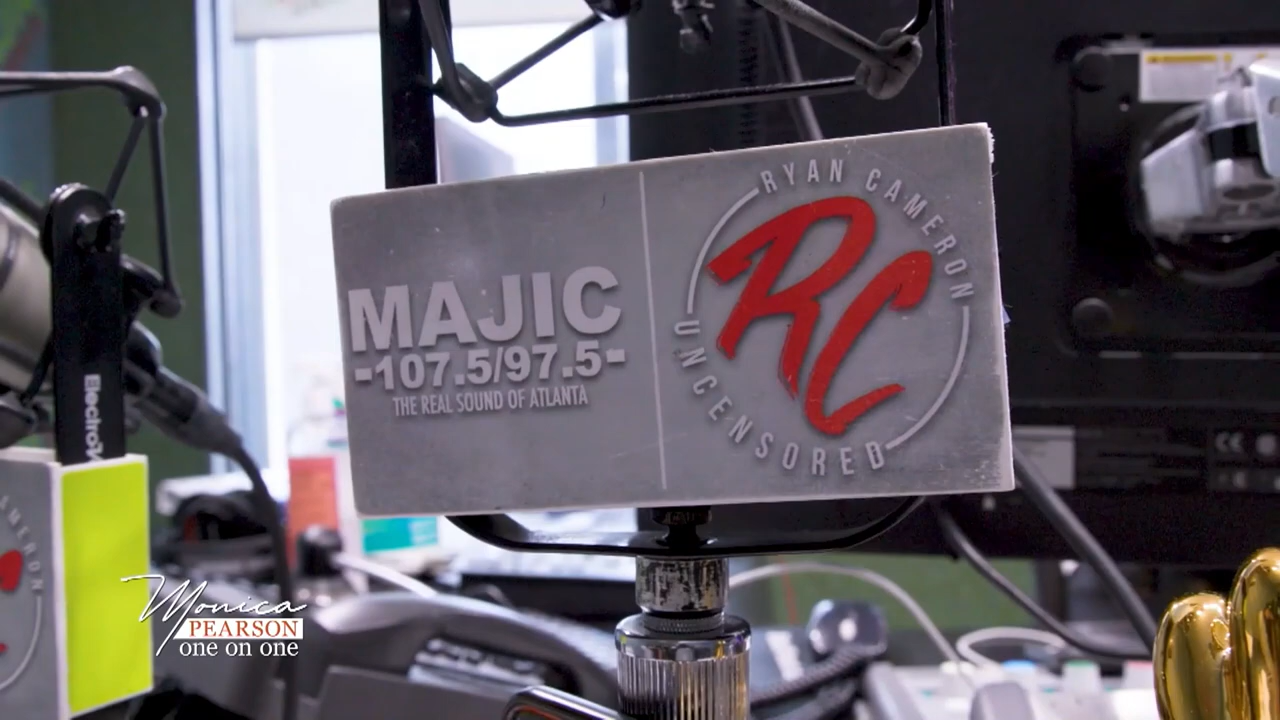 MAJIC
-107.5/97.5-
THE REAL SOUND OF ATLANTA
RYAN CAMERON
RC
UNCENSORED
Electro
Monica
PEARSON
one on one